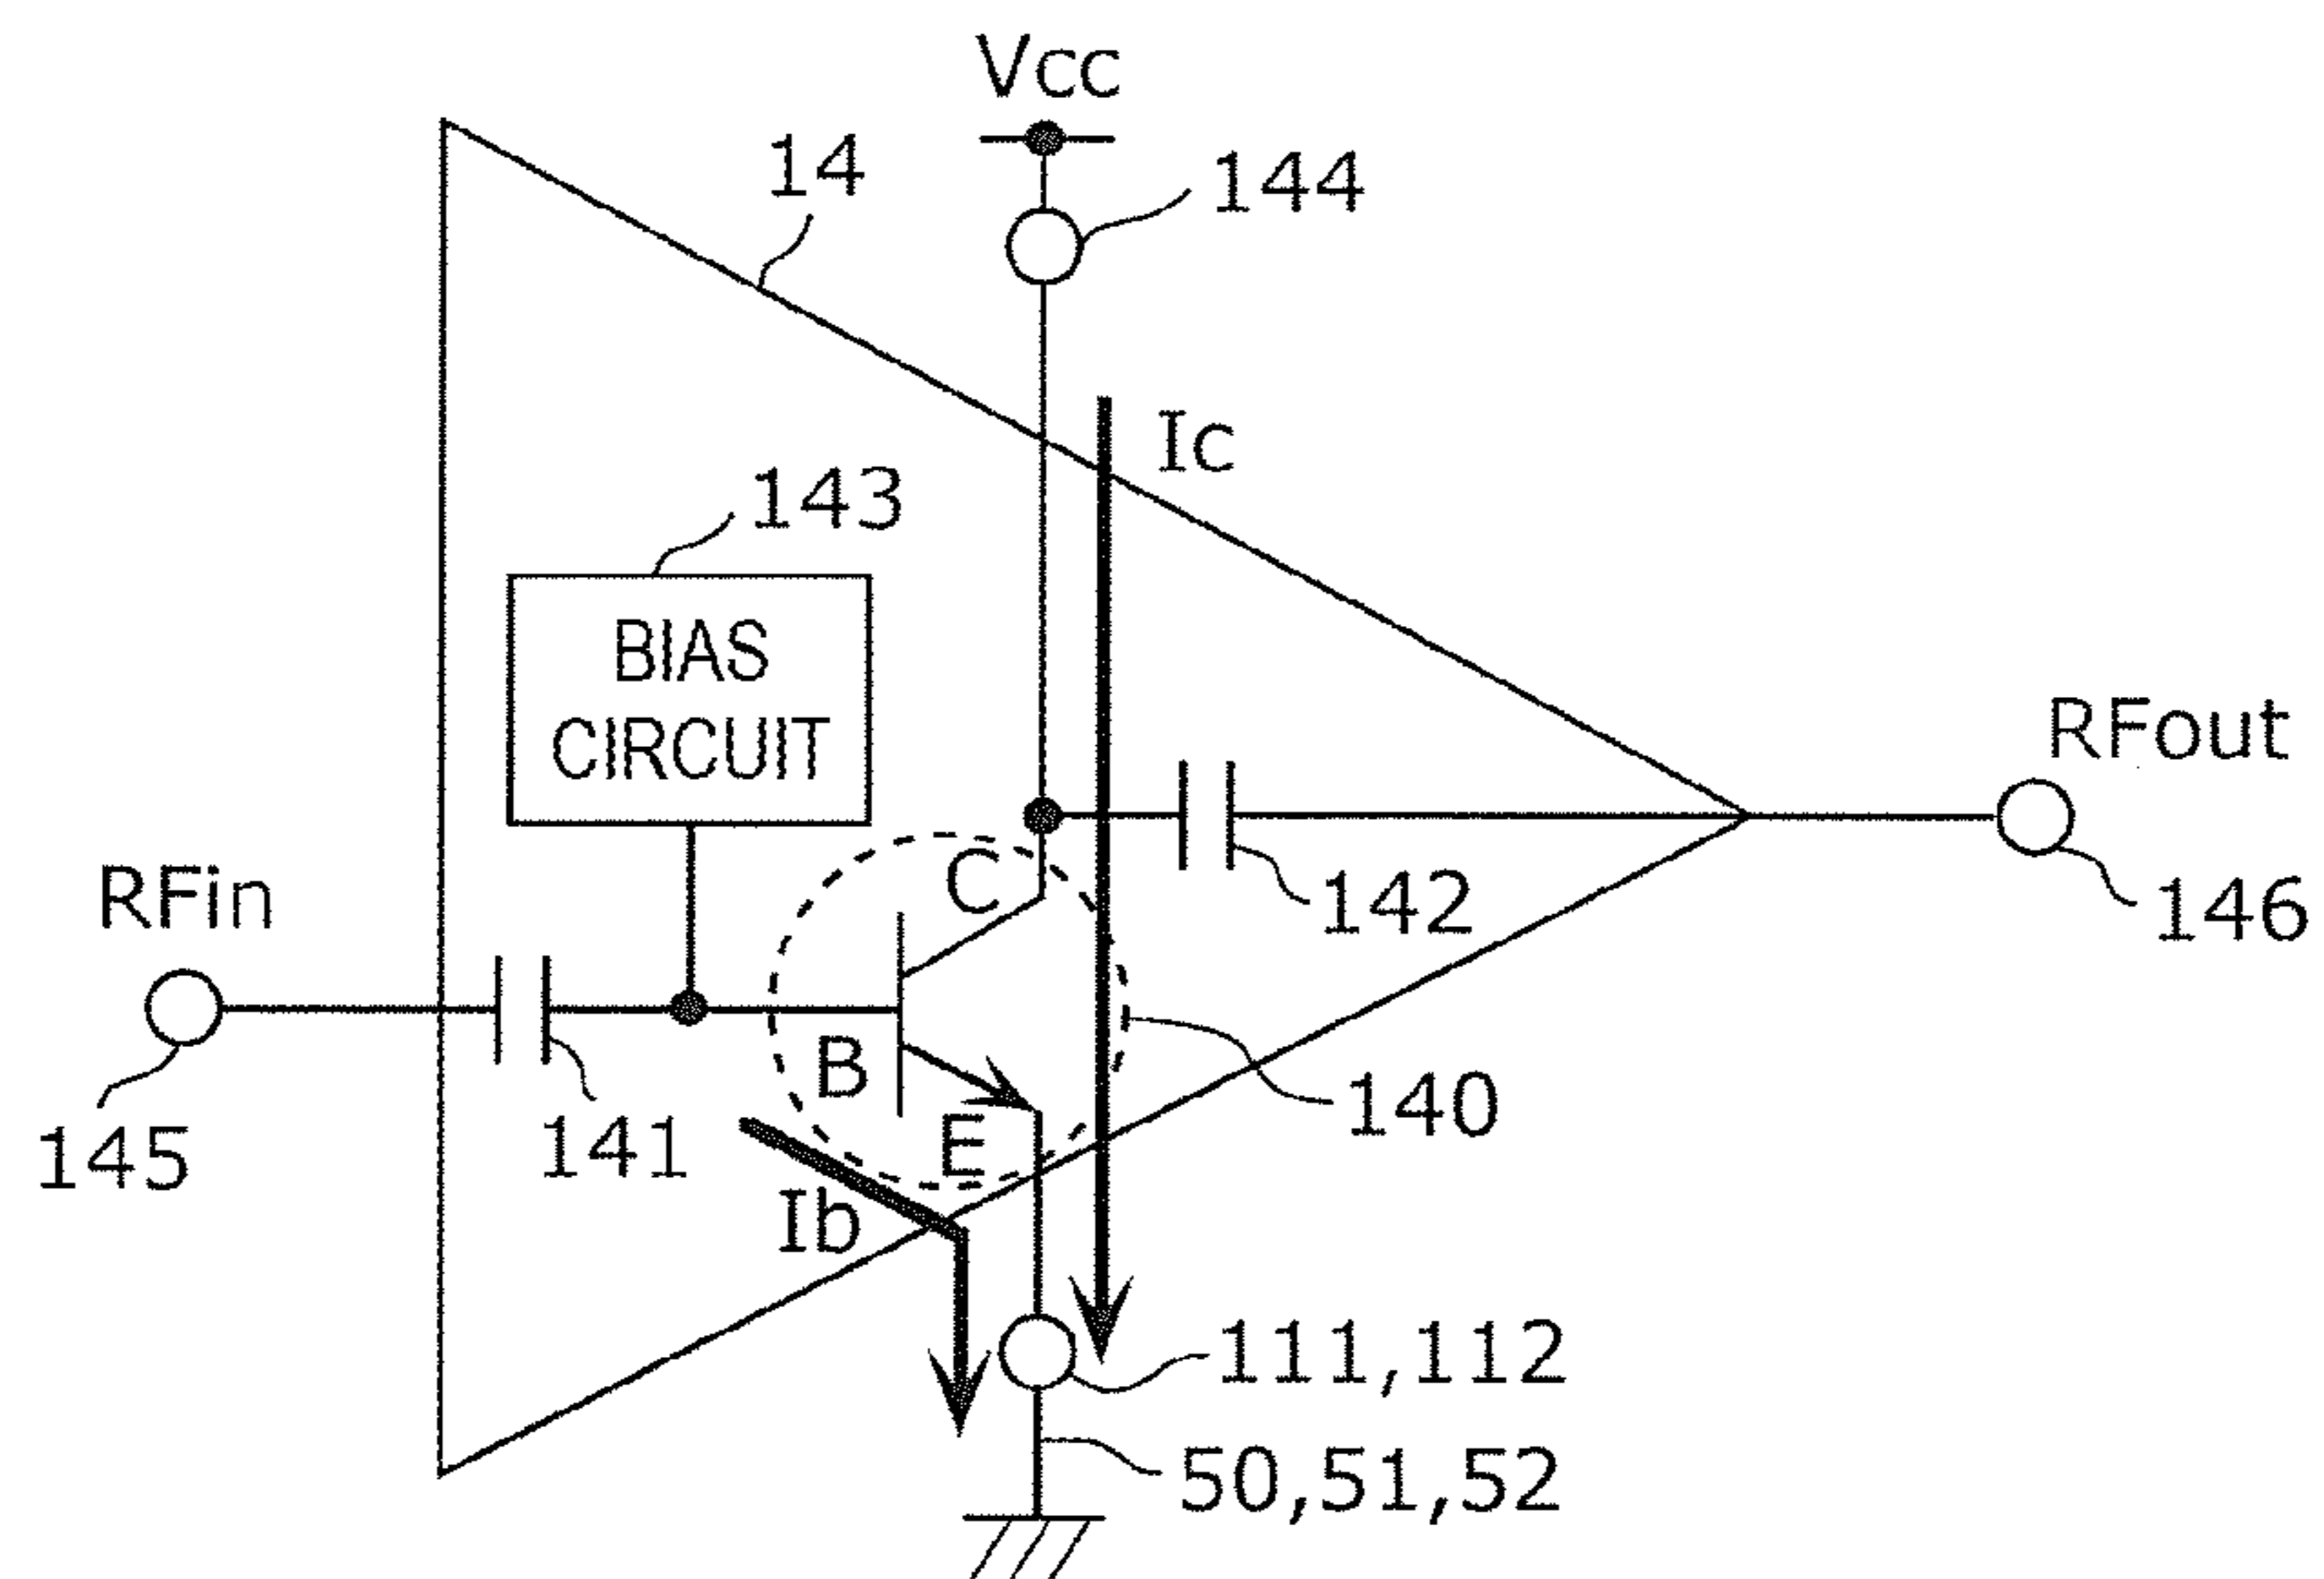 Vcc
14
144
Ic
143
BIAS
CIRCUIT
RFout
C
RFin
142
146
B
140
E
145
141
Ib
111,112
50,51,52